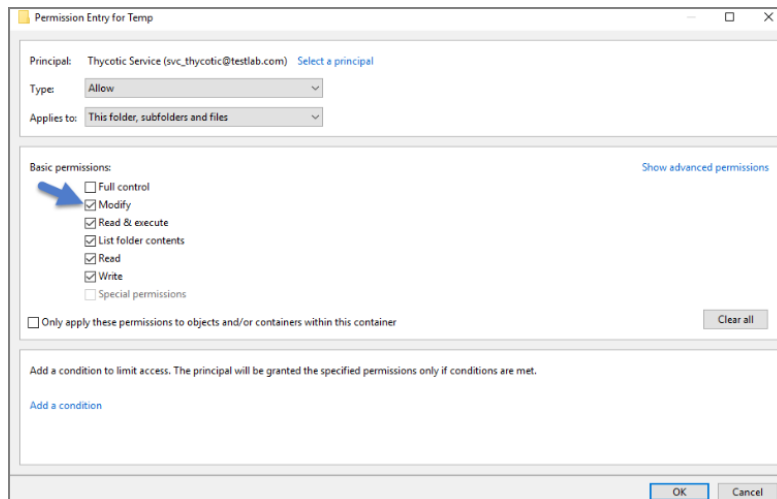 Permission Entry for Temp
Principal: Thycotic Service (svc_thycotic@testlab.com) Select a principal
Type: Allow
Applies to: This folder, subfolders and files
Basic permissions: Show advanced permissions
Full control
Modify
Read & execute
List folder contents
Read
Write
Special permissions
Only apply these permissions to objects and/or containers within this container Clear all
Add a condition to limit access. The principal will be granted the specified permissions only if conditions are met.
Add a condition
OK Cancel